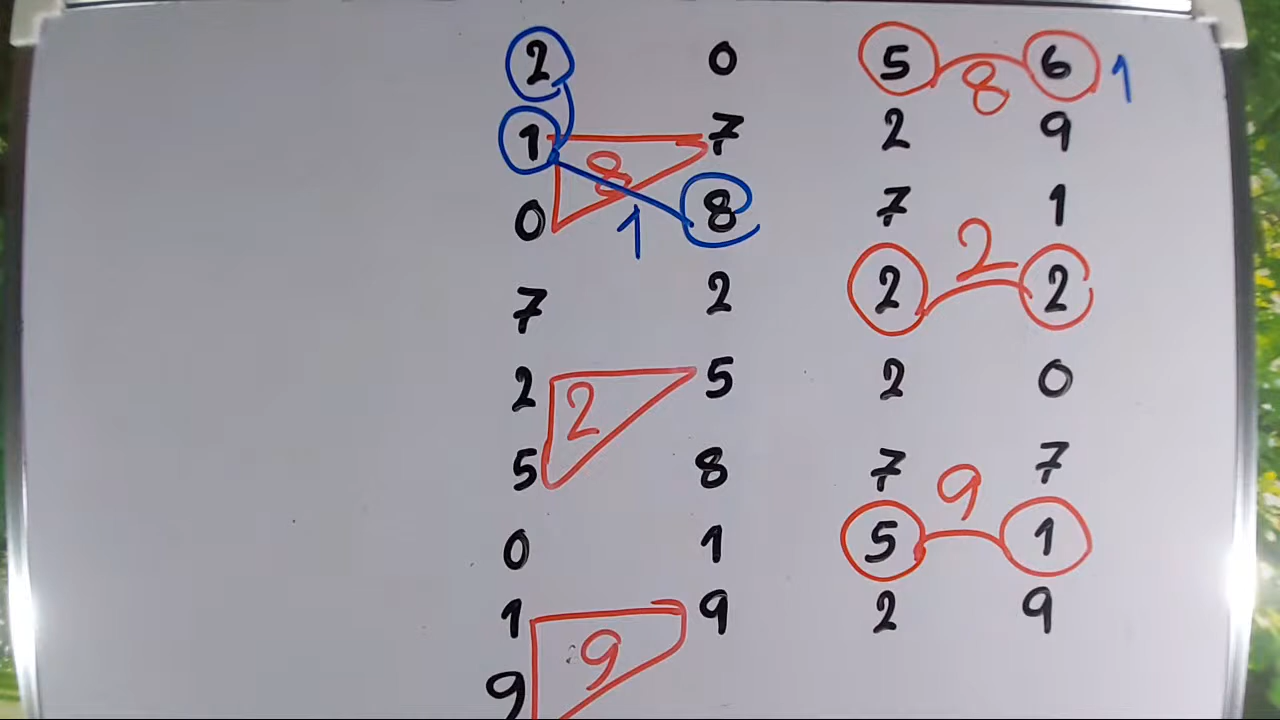 2 0 5 8 6 1
1 7 2 9
8
0 8 7 1
1
7 2 2 2 2
2 2 5 2 0
5 8 7 7
0 1 5 9 1
1 9 2 9
9 9